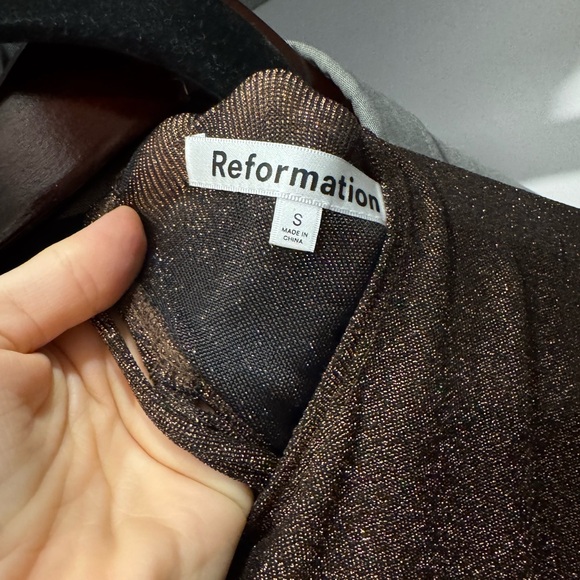 Reformation
S
MADE IN
CHINA